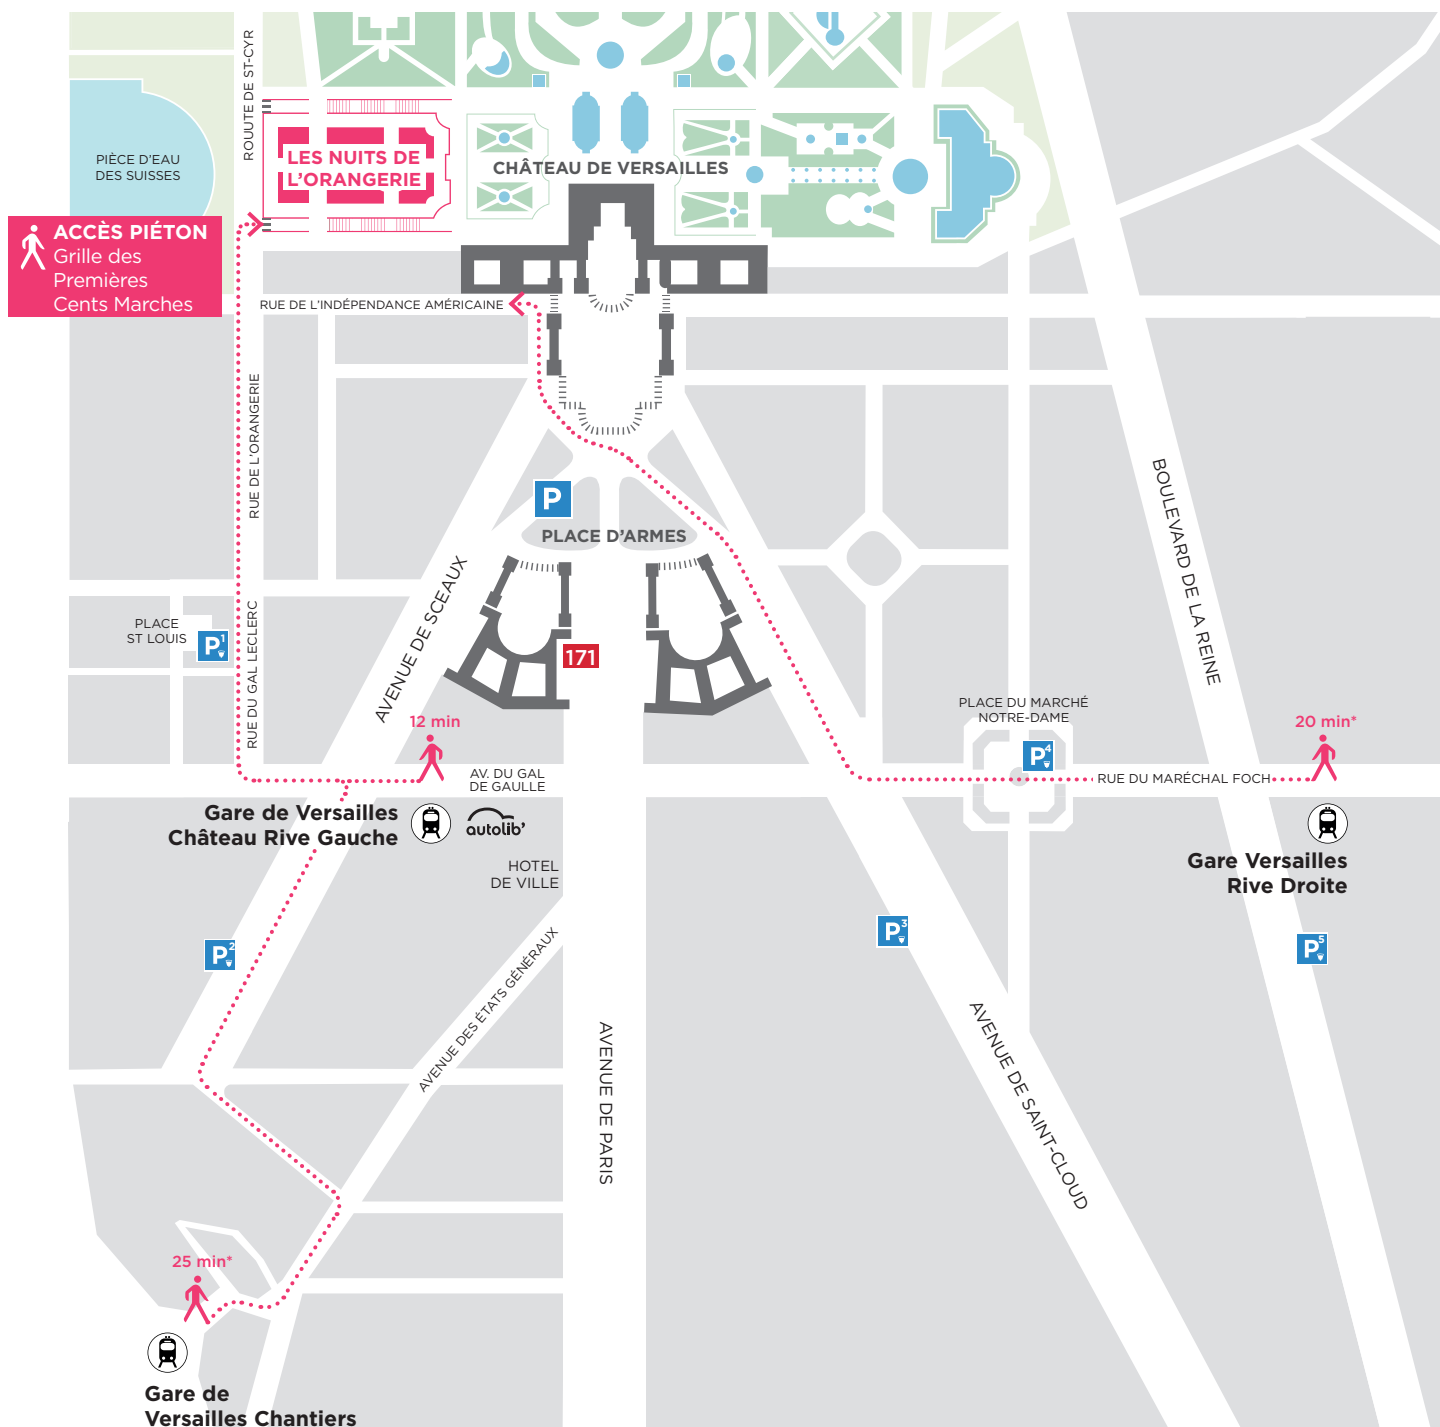 ROUUTE DE ST-CYR
PIÈCE D'EAU
DES SUISSES
LES NUITS DE
L'ORANGERIE
CHÂTEAU DE VERSAILLES
ACCÈS PIÉTON
Grille des
Premières
Cents Marches
RUE DE L'INDÉPENDANCE AMÉRICAINE
RUE DE L'ORANGERIE
P
PLACE D'ARMES
BOULEVARD DE LA REINE
AVENUE DE SCEAUX
PLACE
ST LOUIS
P1
RUE DU GAL LECLERC
171
12 min
PLACE DU MARCHÉ
NOTRE-DAME
P4
20 min*
AV. DU GAL
DE GAULLE
RUE DU MARÉCHAL FOCH
Gare de Versailles
Château Rive Gauche
autolib'
HOTEL
DE VILLE
Gare Versailles
Rive Droite
P2
P3
P5
AVENUE DES ÉTATS GÉNÉRAUX
AVENUE DE PARIS
AVENUE DE SAINT-CLOUD
25 min*
Gare de
Versailles Chantiers